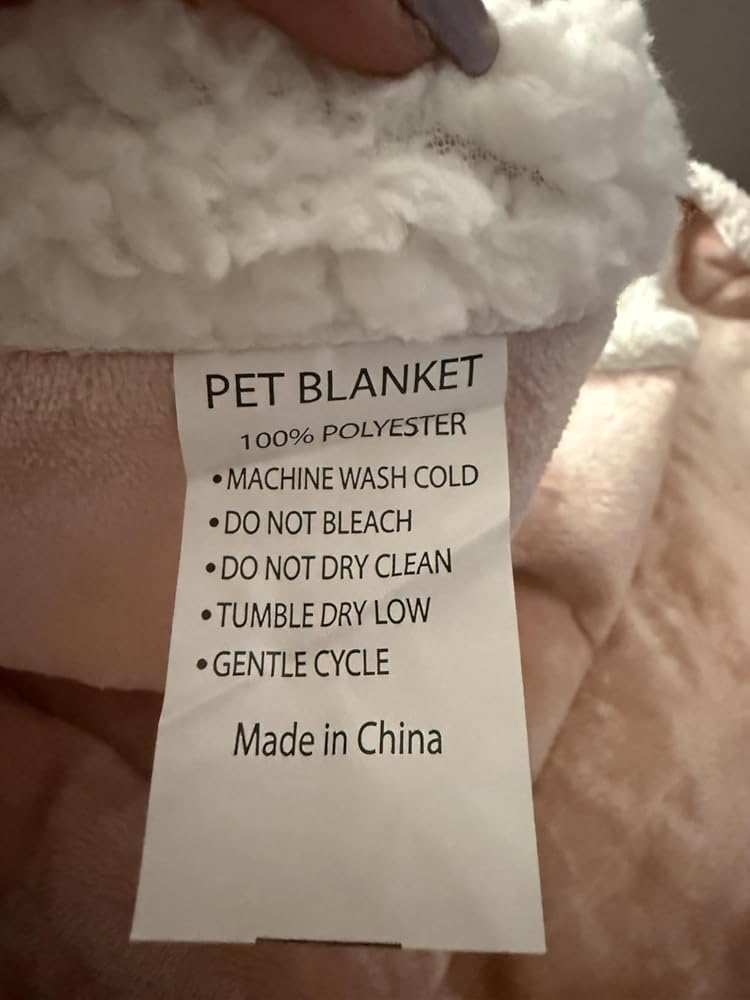 PET BLANKET
100% POLYESTER
•MACHINE WASH COLD
•DO NOT BLEACH
•DO NOT DRY CLEAN
•TUMBLE DRY LOW
•GENTLE CYCLE
Made in China